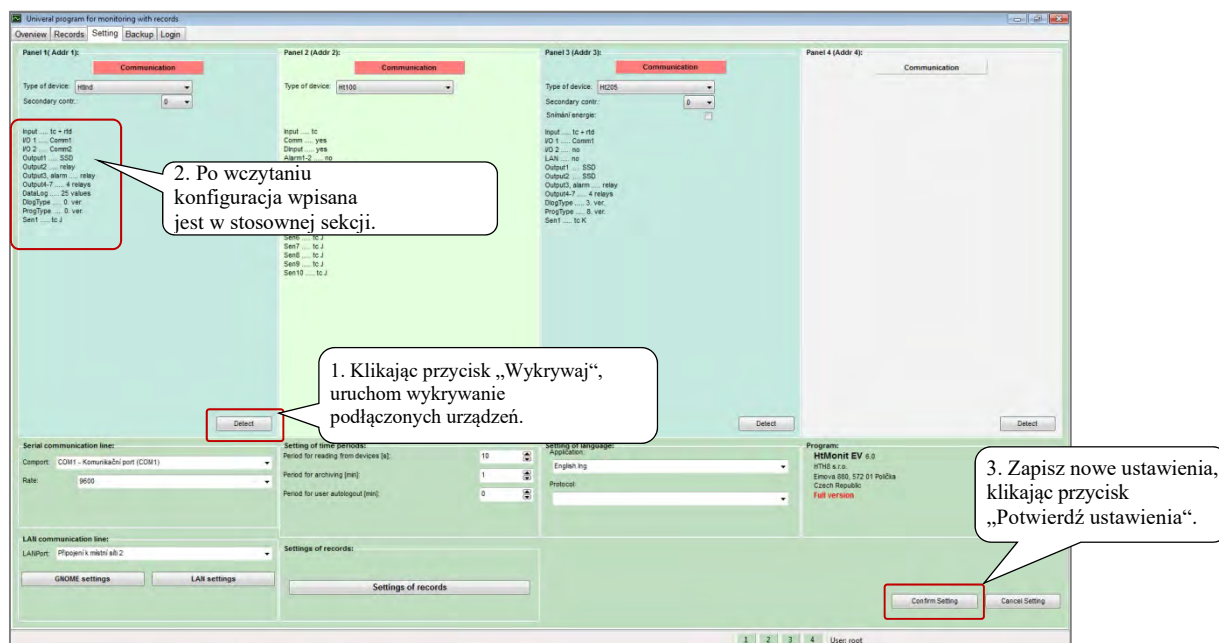 Univeral program for monitoring with records
Overview Records Setting Backup Login
Panel 1( Addr 1):
Communication
Type of device: HtInd
Secondary contr.: 0
Input .... tc + rtd
I/O 1 .... Comm1
I/O 2 .... Comm2
Output1 .... SSD
Output2 .... relay
Output3, alarm .... relay
Output4-7 .... 4 relays
DataLog .... 25 values
DlogType .... 0. ver.
ProgType .... 0. ver.
Sen1 .... tc J
Detect
Panel 2 (Addr 2):
Communication
Type of device: Ht100
Input .... tc
Comm .... yes
DInput .... yes
Alarm1-2 .... no
Sen6 .... tc J
Sen7 .... tc J
Sen8 .... tc J
Sen9 .... tc J
Sen10 .... tc J
Panel 3 (Addr 3):
Communication
Type of device: Ht205
Secondary contr.: 0
Snímání energie:
Input .... tc + rtd
I/O 1 .... Comm1
I/O 2 .... no
LAN .... no
Output1 .... SSD
Output2 .... SSD
Output3, alarm .... relay
Output4-7 .... 4 relays
DlogType .... 3. ver.
ProgType .... 8. ver.
Sen1 .... tc K
Detect
Panel 4 (Addr 4):
Communication
Detect
2. Po wczytaniu
konfiguracja wpisana
jest w stosownej sekcji.
1. Klikając przycisk „Wykrywaj“,
uruchom wykrywanie
podłączonych urządzeń.
Serial communication line:
Comport: COM1 - Komunikační port (COM1)
Rate: 9600
Setting of time periods:
Period for reading from devices [s]: 10
Period for archiving [min]: 1
Period for user autologout [min]: 0
Setting of language:
Application:
English.lng
Protocol:
Program:
HtMonit EV 6.0
HTH8 s.r.o.
Eimova 880, 572 01 Polička
Czech Republic
Full version
3. Zapisz nowe ustawienia,
klikając przycisk
„Potwierdź ustawienia“.
LAN communication line:
LANPort: Připojení k místní síti 2
GNOME settings LAN settings
Settings of records:
Settings of records
Confirm Setting Cancel Setting
1 2 3 4 User: root